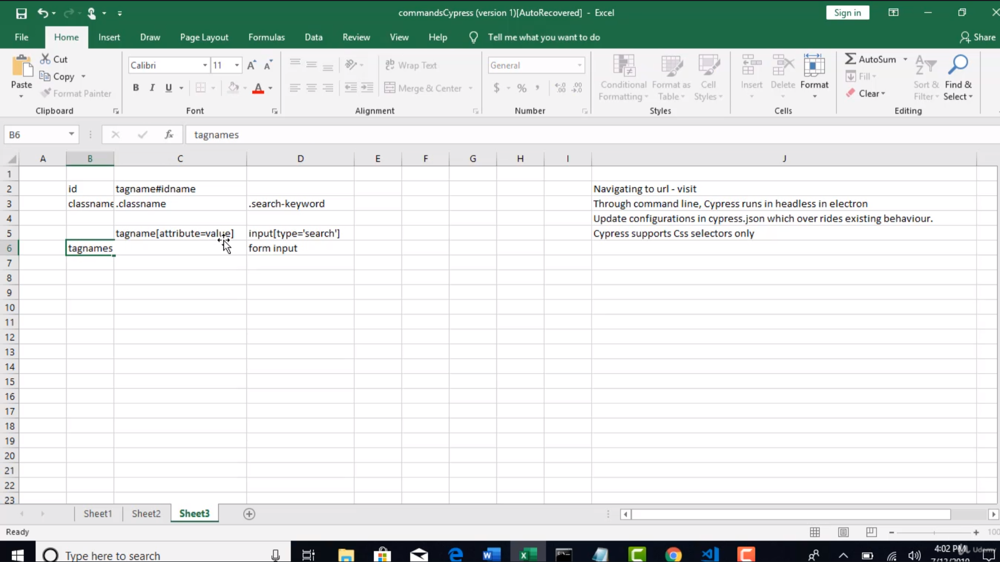 commandsCypress (version 1)[AutoRecovered] - Excel
Sign in
File Home Insert Draw Page Layout Formulas Data Review View Help Tell me what you want to do Share
Paste
Cut
Copy
Format Painter
Clipboard
Calibri 11
B I U A
Font
Wrap Text
Merge & Center
Alignment
General
$ % ,
Number
Conditional Formatting
Format as Table
Cell Styles
Styles
Insert Delete Format
Cells
AutoSum
Fill
Clear
Sort & Filter
Find & Select
Editing
B6 fx tagnames
A B C D E F G H I J
1
2 id tagname#idname Navigating to url - visit
3 classname .classname .search-keyword Through command line, Cypress runs in headless in electron
4 Update configurations in cypress.json which over rides existing behaviour.
5 tagname[attribute=value] input[type='search'] Cypress supports Css selectors only
6 tagnames form input
7
8
9
10
11
12
13
14
15
16
17
18
19
20
21
22
23
Sheet1 Sheet2 Sheet3
Ready 100
Type here to search
4:02 PM
Udemy